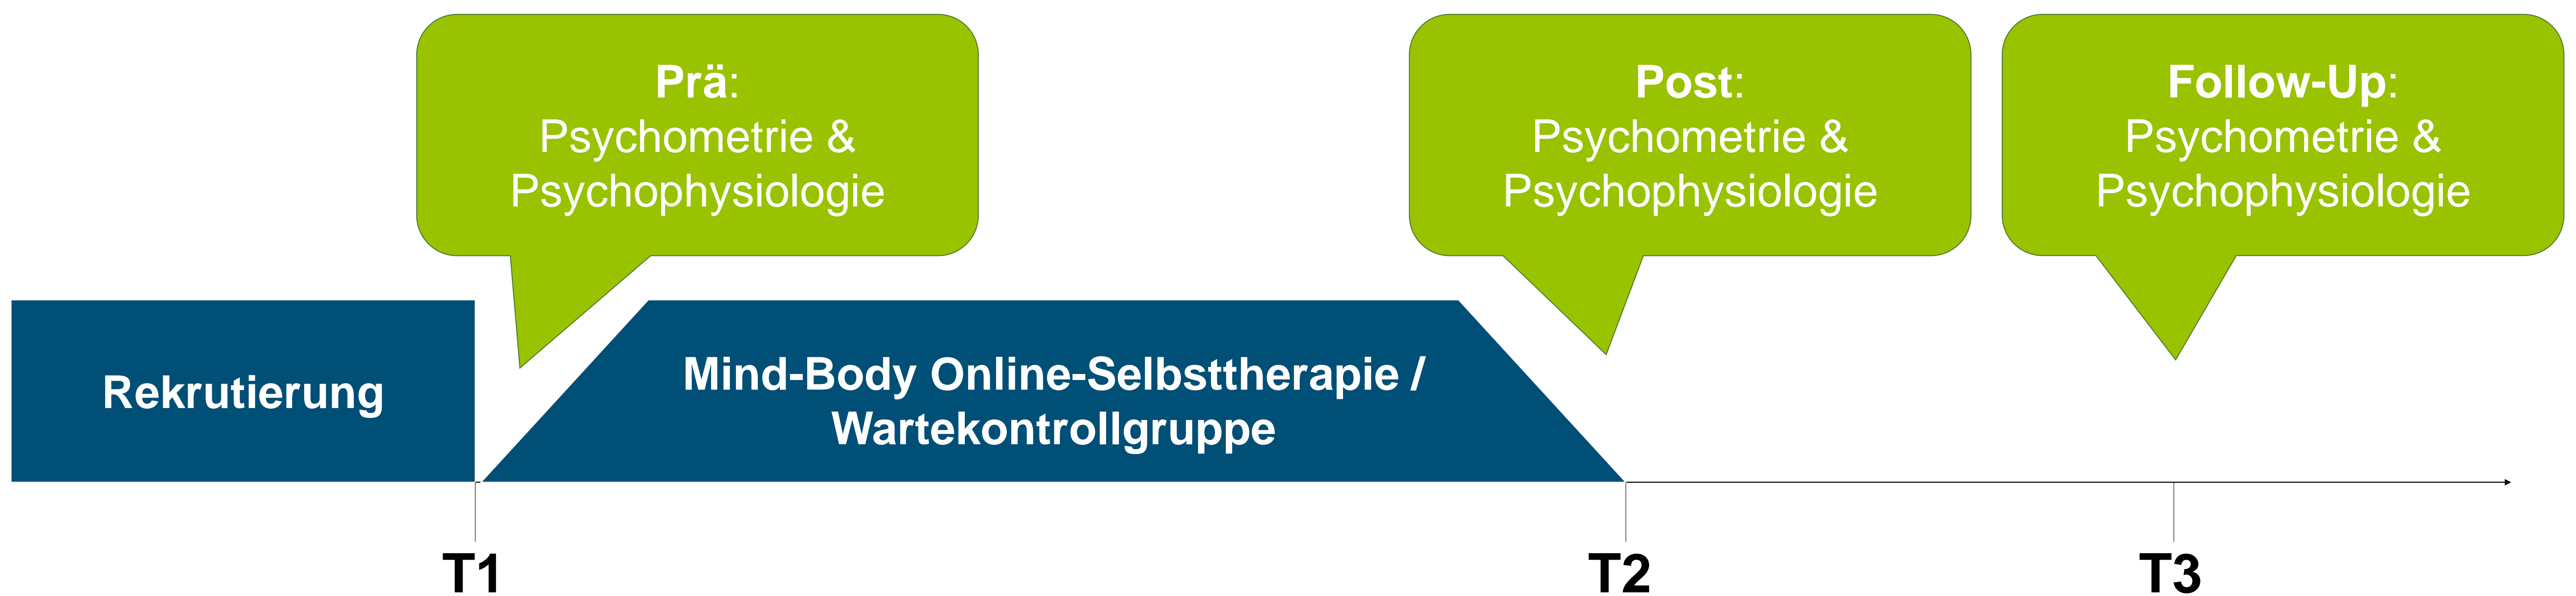 Prä:
Psychometrie &
Psychophysiologie
Post:
Psychometrie &
Psychophysiologie
Follow-Up:
Psychometrie &
Psychophysiologie
Rekrutierung
Mind-Body Online-Selbsttherapie /
Wartekontrollgruppe
T1
T2
T3